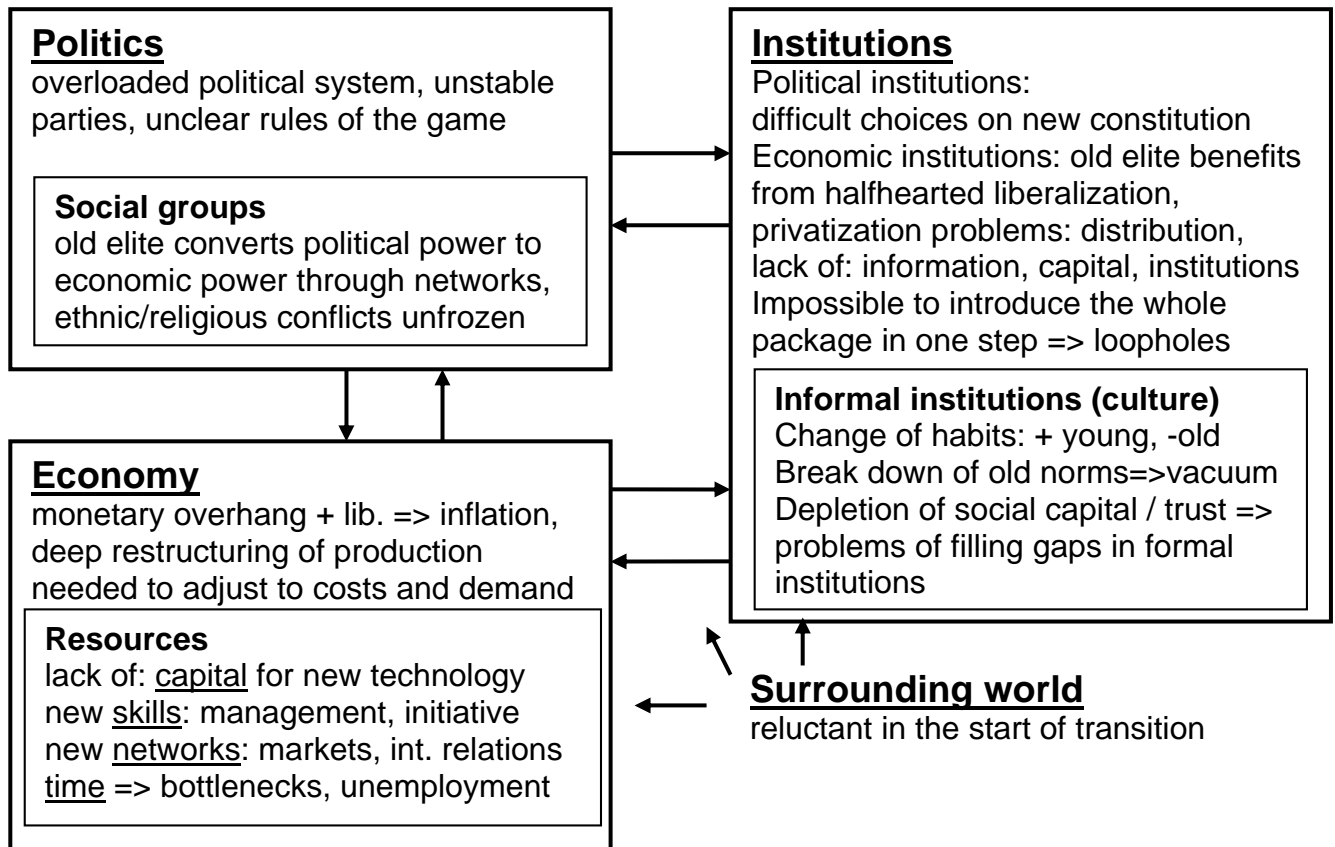 Politics
overloaded political system, unstable
parties, unclear rules of the game
Social groups
old elite converts political power to
economic power through networks,
ethnic/religious conflicts unfrozen
Institutions
Political institutions:
difficult choices on new constitution
Economic institutions: old elite benefits
from halfhearted liberalization,
privatization problems: distribution,
lack of: information, capital, institutions
Impossible to introduce the whole
package in one step => loopholes
Informal institutions (culture)
Change of habits: + young, -old
Break down of old norms=>vacuum
Depletion of social capital / trust =>
problems of filling gaps in formal
institutions
Economy
monetary overhang + lib. => inflation,
deep restructuring of production
needed to adjust to costs and demand
Resources
lack of: capital for new technology
new skills: management, initiative
new networks: markets, int. relations
time => bottlenecks, unemployment
Surrounding world
reluctant in the start of transition